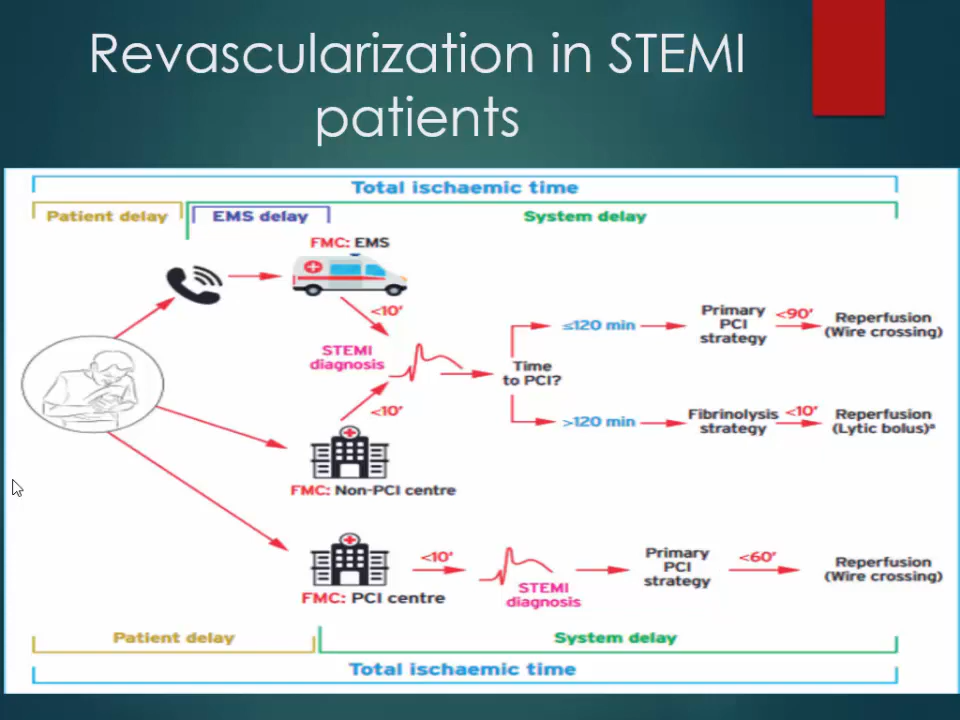 Revascularization in STEMI
patients
Total ischaemic time
Patient delay
EMS delay
System delay
FMC: EMS
<10'
STEMI
diagnosis
<10'
FMC: Non-PCI centre
Time
to PCI?
≤120 min
Primary
PCI
strategy
<90'
Reperfusion
(Wire crossing)
>120 min
Fibrinolysis
strategy
<10'
Reperfusion
(Lytic bolus)ª
FMC: PCI centre
<10'
STEMI
diagnosis
Primary
PCI
strategy
<60'
Reperfusion
(Wire crossing)
Patient delay
System delay
Total ischaemic time